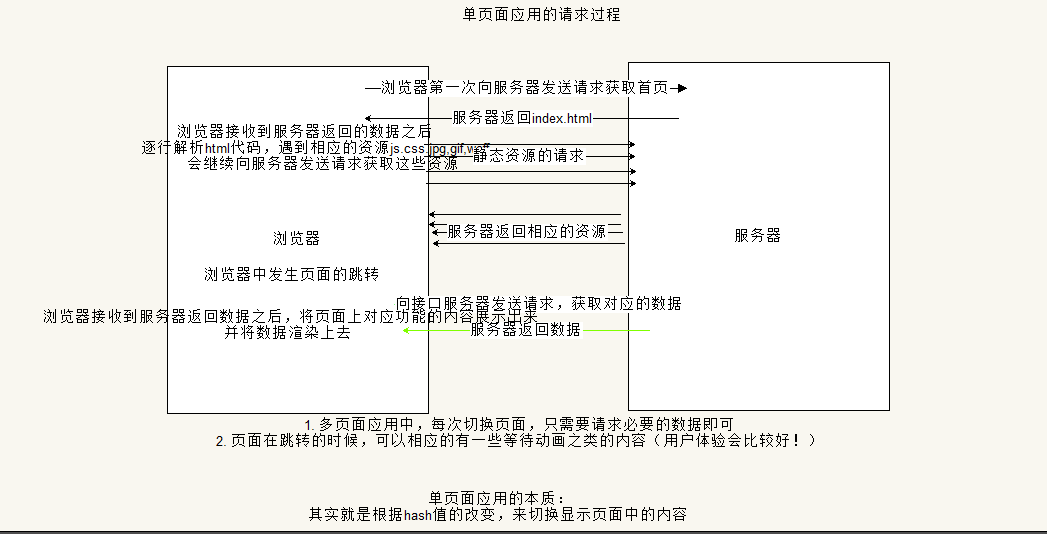 单页面应用的请求过程
浏览器第一次向服务器发送请求获取首页
服务器返回index.html
浏览器接收到服务器返回的数据之后
逐行解析html代码，遇到相应的资源js.css,jpg,gif,woff
会继续向服务器发送请求获取这些资源
静态资源的请求
服务器返回相应的资源
浏览器
服务器
浏览器中发生页面的跳转
向接口服务器发送请求，获取对应的数据
浏览器接收到服务器返回数据之后，将页面上对应功能的内容展示出来
并将数据渲染上去
服务器返回数据
1. 多页面应用中，每次切换页面，只需要请求必要的数据即可
2. 页面在跳转的时候，可以相应的有一些等待动画之类的内容（用户体验会比较好！）
单页面应用的本质：
其实就是根据hash值的改变，来切换显示页面中的内容